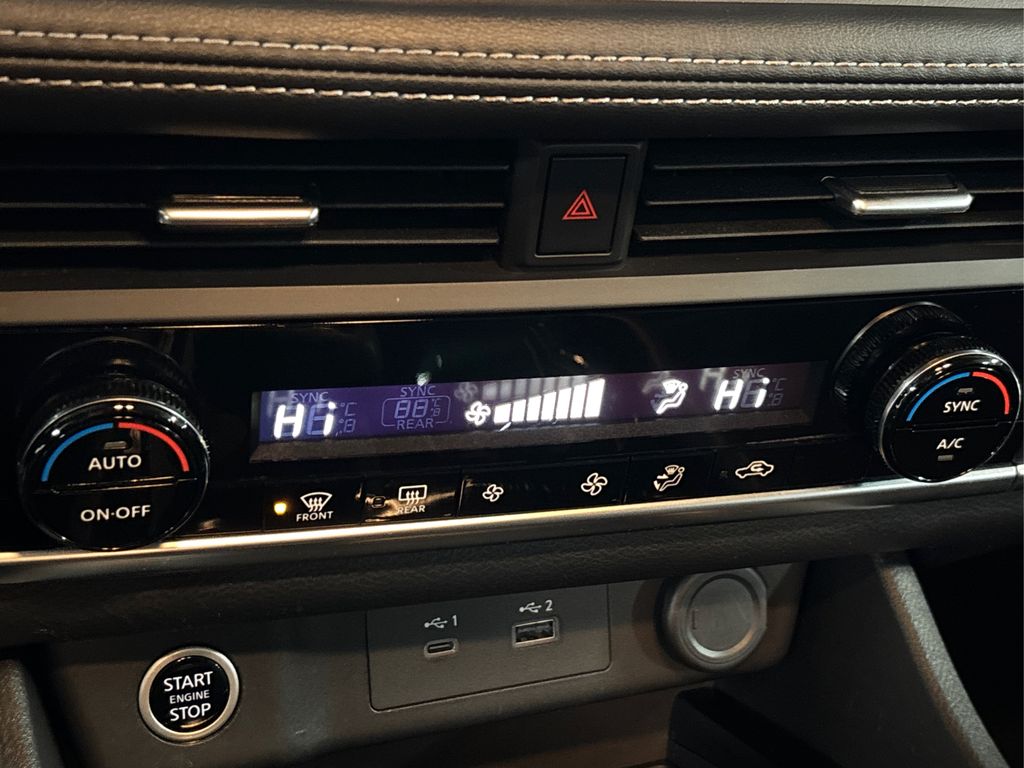 SYNC
SYNC
SYNC
Hi
88
Hi
REAR
AUTO
ON·OFF
FRONT
REAR
SYNC
A/C
1
2
START
ENGINE
STOP